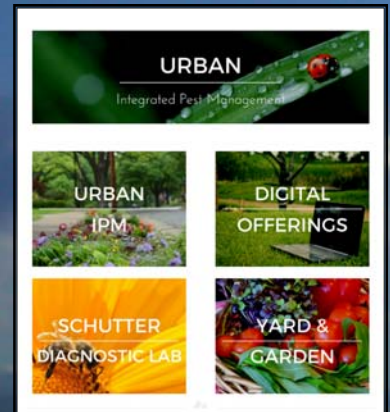 URBAN
Integrated Pest Management
URBAN
IPM
DIGITAL
OFFERINGS
SCHUTTER
DIAGNOSTIC LAB
YARD &
GARDEN